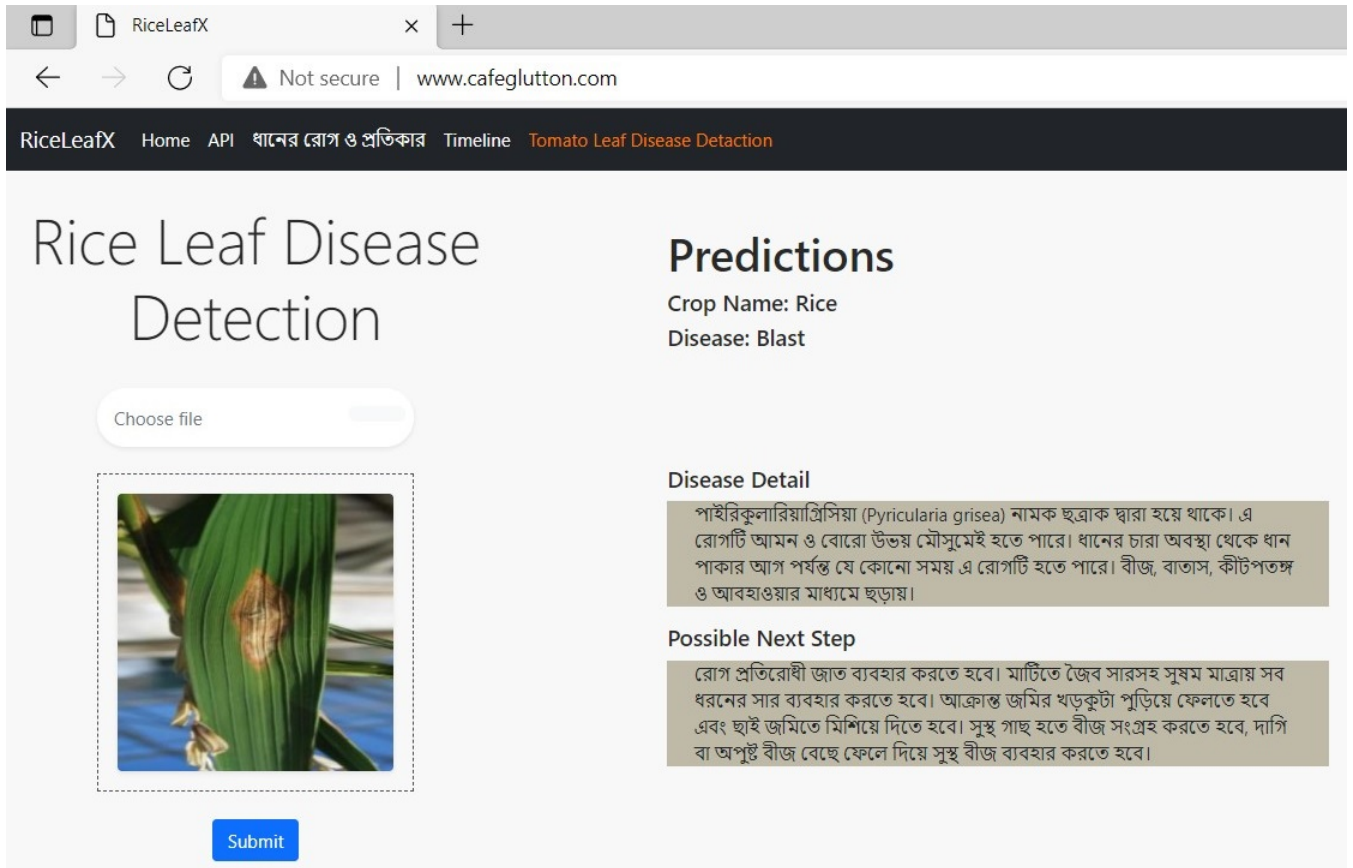 RiceLeafX
Not secure | www.cafeglutton.com
RiceLeafX Home API ধানের রোগ ও প্রতিকার Timeline Tomato Leaf Disease Detaction
Rice Leaf Disease
Detection
Choose file
Submit
Predictions
Crop Name: Rice
Disease: Blast
Disease Detail
পাইরিকুলারিয়াগ্রিসিয়া (Pyricularia grisea) নামক ছত্রাক দ্বারা হয়ে থাকে। এ
রোগটি আমন ও বোরো উভয় মৌসুমেই হতে পারে। ধানের চারা অবস্থা থেকে ধান
পাকার আগ পর্যন্ত যে কোনো সময় এ রোগটি হতে পারে। বীজ, বাতাস, কীটপতঙ্গ
ও আবহাওয়ার মাধ্যমে ছড়ায়।
Possible Next Step
রোগ প্রতিরোধী জাত ব্যবহার করতে হবে। মাটিতে জৈব সারসহ সুষম মাত্রায় সব
ধরনের সার ব্যবহার করতে হবে। আক্রান্ত জমির খড়কুটা পুড়িয়ে ফেলতে হবে
এবং ছাই জমিতে মিশিয়ে দিতে হবে। সুস্থ গাছ হতে বীজ সংগ্রহ করতে হবে, দাগি
বা অপুষ্ট বীজ বেছে ফেলে দিয়ে সুস্থ বীজ ব্যবহার করতে হবে।